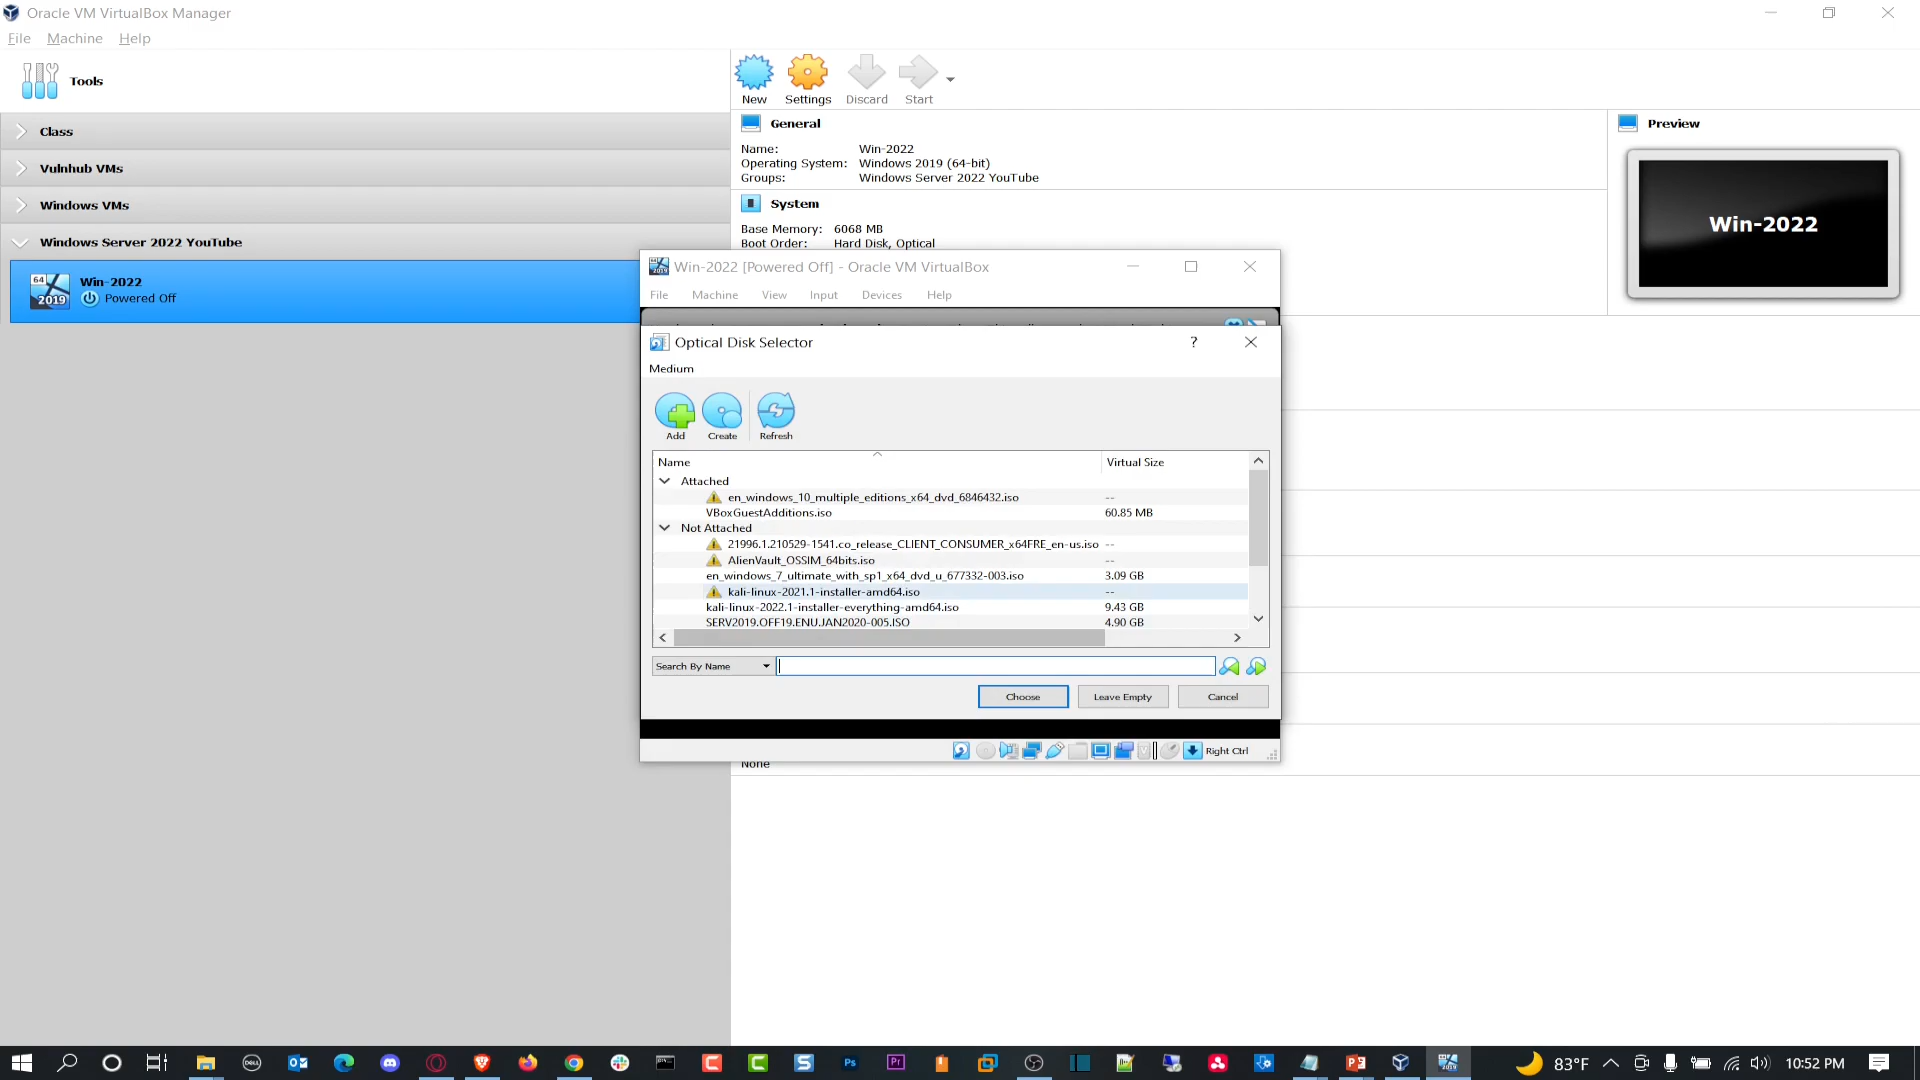 Oracle VM VirtualBox Manager
File Machine Help
Tools
New Settings Discard Start
Class
Vulnhub VMs
Windows VMs
Windows Server 2022 YouTube
64
2019
Win-2022
Powered Off
General
Name: Win-2022
Operating System: Windows 2019 (64-bit)
Groups: Windows Server 2022 YouTube
System
Base Memory: 6068 MB
Boot Order: Hard Disk, Optical
Preview
Win-2022
Win-2022 [Powered Off] - Oracle VM VirtualBox
File Machine View Input Devices Help
Optical Disk Selector
?
Medium
Add Create Refresh
Name Virtual Size
Attached
en_windows_10_multiple_editions_x64_dvd_6846432.iso --
VBoxGuestAdditions.iso 60.85 MB
Not Attached
21996.1.210529-1541.co_release_CLIENT_CONSUMER_x64FRE_en-us.iso --
AlienVault_OSSIM_64bits.iso --
en_windows_7_ultimate_with_sp1_x64_dvd_u_677332-003.iso 3.09 GB
kali-linux-2021.1-installer-amd64.iso --
kali-linux-2022.1-installer-everything-amd64.iso 9.43 GB
SERV2019.OFF19.ENU.JAN2020-005.ISO 4.90 GB
Search By Name
Choose Leave Empty Cancel
Right Ctrl
None
83°F 10:52 PM